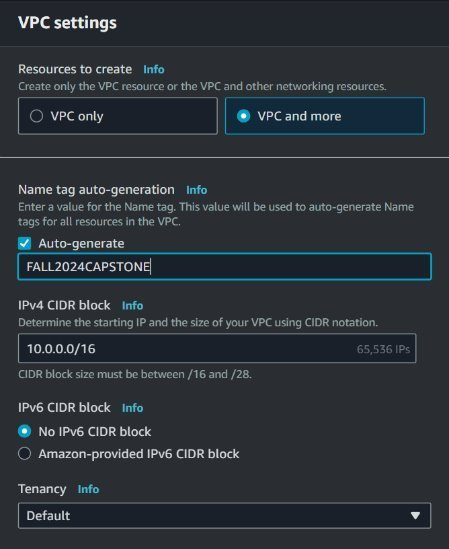 VPC settings
Resources to create Info
Create only the VPC resource or the VPC and other networking resources.
VPC only
VPC and more
Name tag auto-generation Info
Enter a value for the Name tag. This value will be used to auto-generate Name
tags for all resources in the VPC.
Auto-generate
FALL2024CAPSTONE
IPv4 CIDR block Info
Determine the starting IP and the size of your VPC using CIDR notation.
10.0.0.0/16 65,536 IPs
CIDR block size must be between /16 and /28.
IPv6 CIDR block Info
No IPv6 CIDR block
Amazon-provided IPv6 CIDR block
Tenancy Info
Default